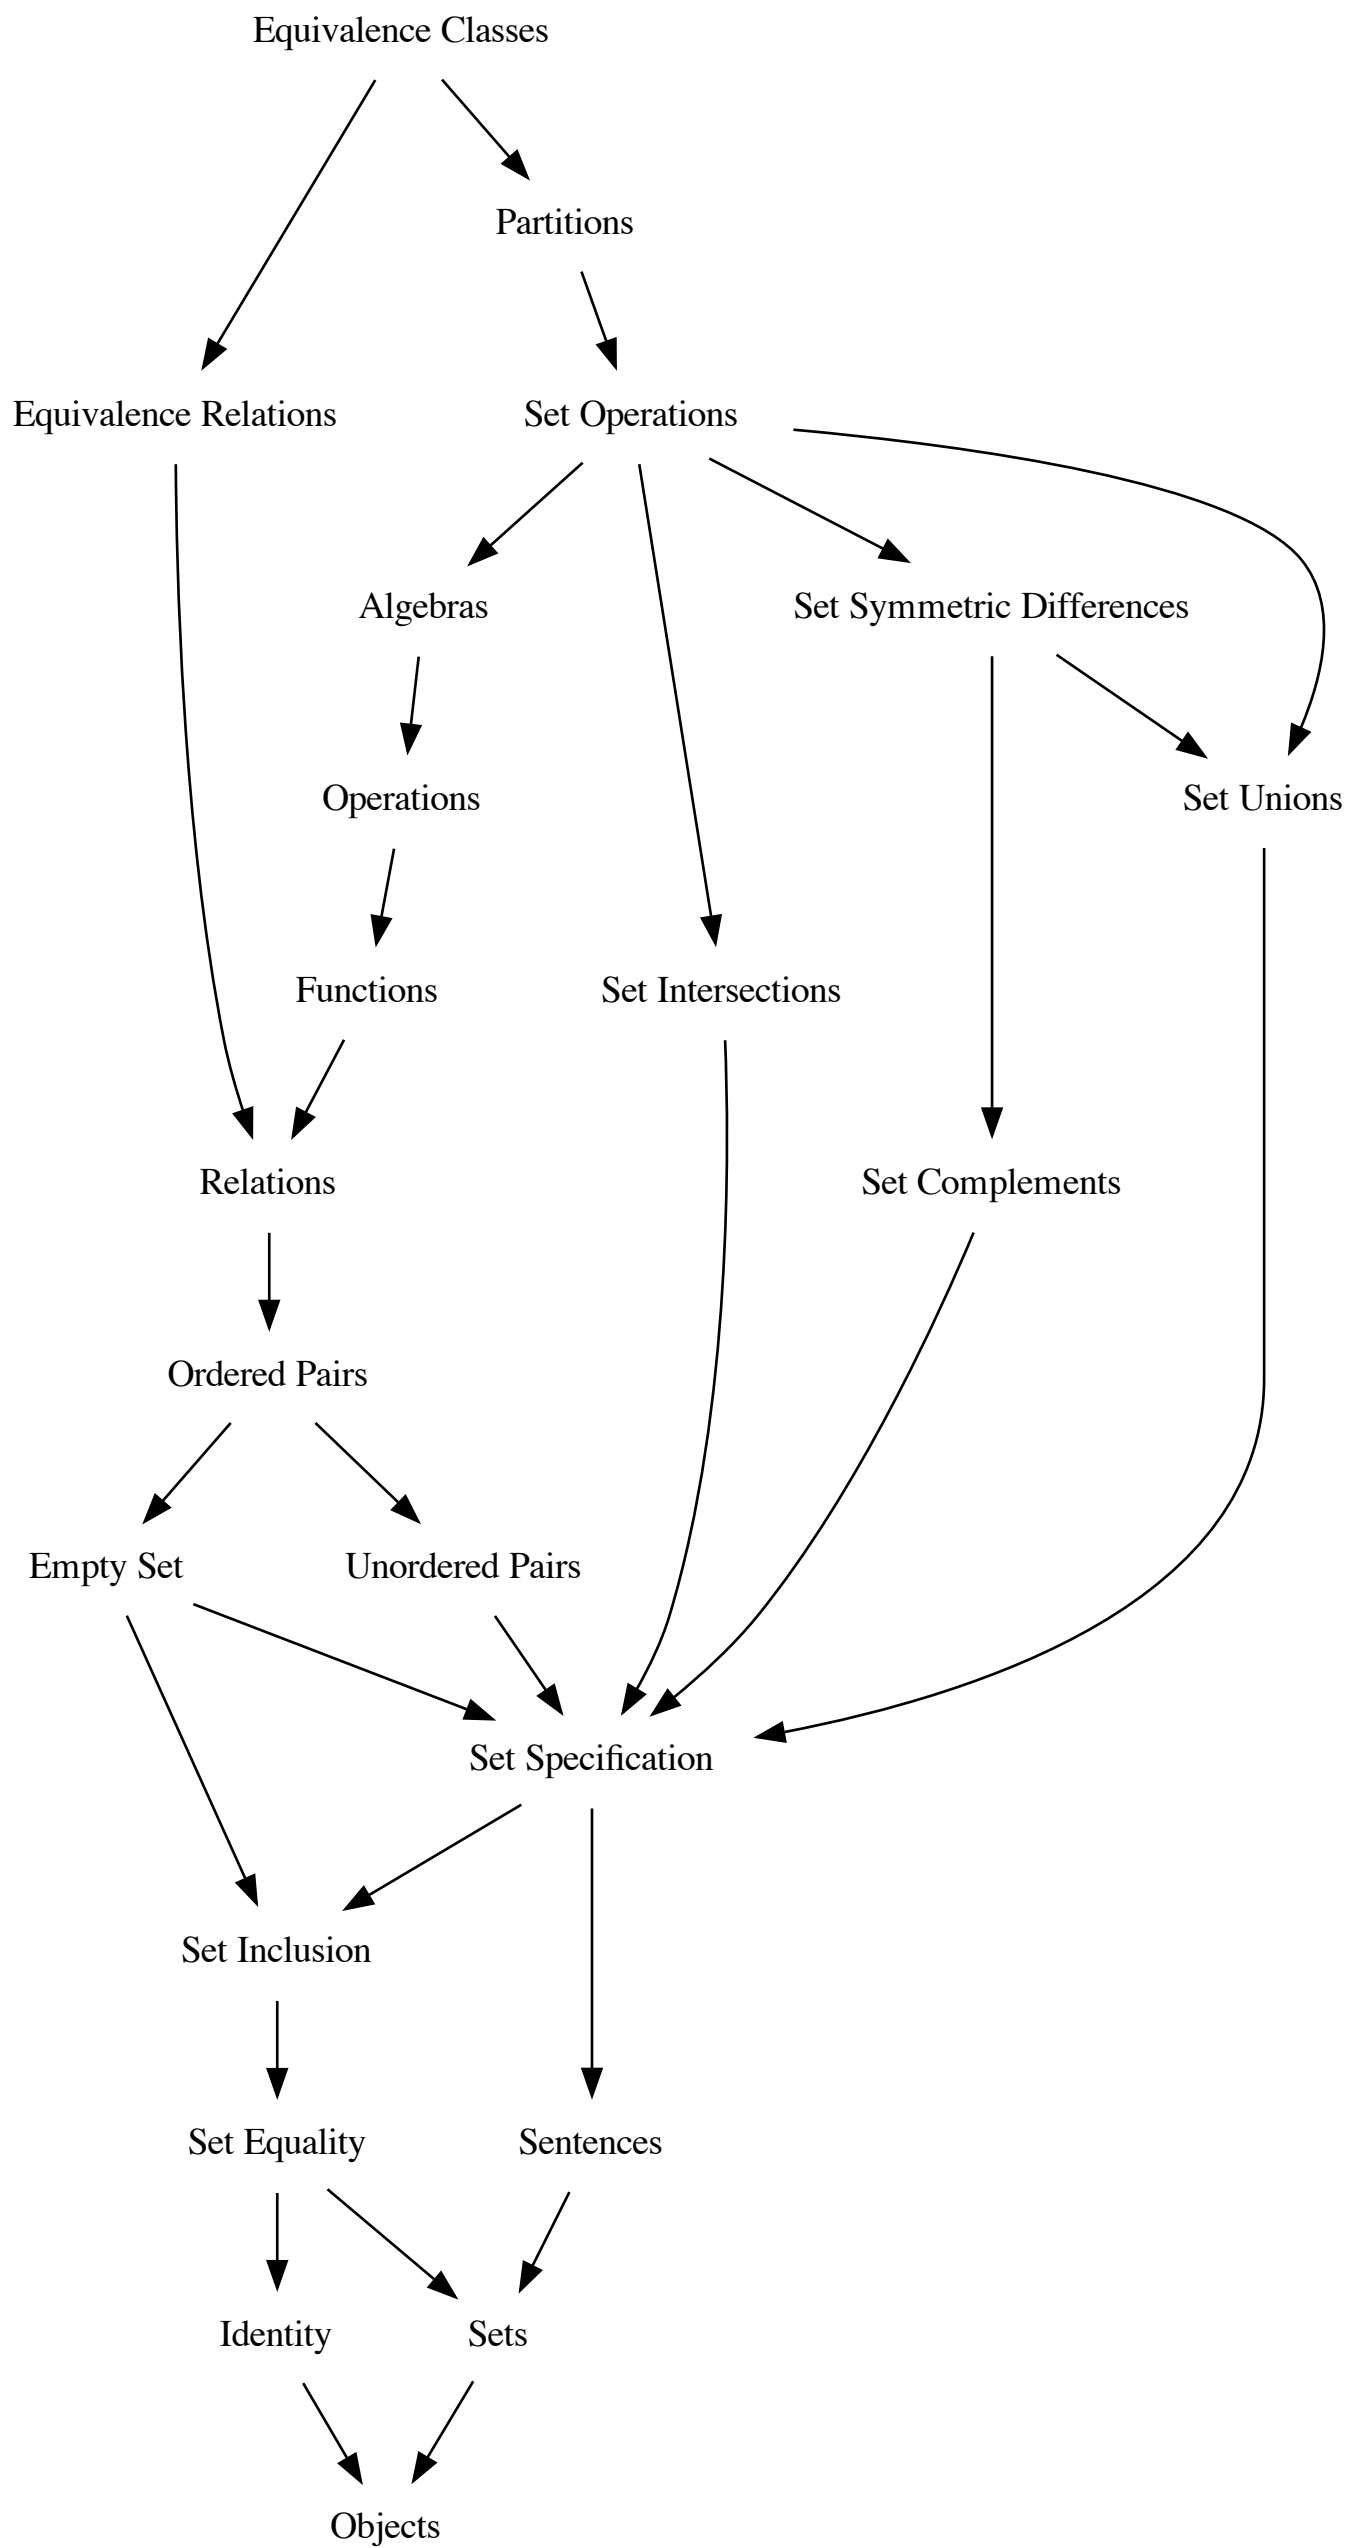 Equivalence Classes
Partitions
Equivalence Relations
Set Operations
Algebras
Set Symmetric Differences
Operations
Set Unions
Functions
Set Intersections
Relations
Set Complements
Ordered Pairs
Empty Set
Unordered Pairs
Set Specification
Set Inclusion
Set Equality
Sentences
Identity
Sets
Objects